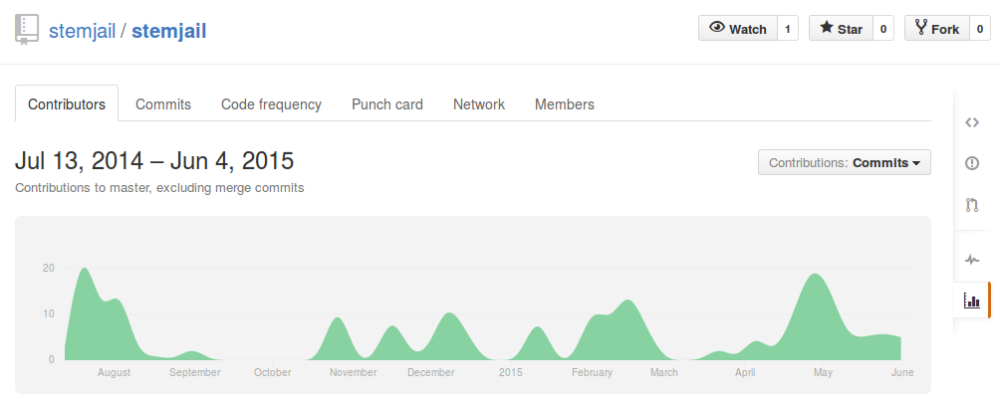 stemjail / stemjail
Watch 1 Star 0 Fork 0
Contributors Commits Code frequency Punch card Network Members
Jul 13, 2014 – Jun 4, 2015
Contributions: Commits
Contributions to master, excluding merge commits
20
10
0
August September October November December 2015 February March April May June